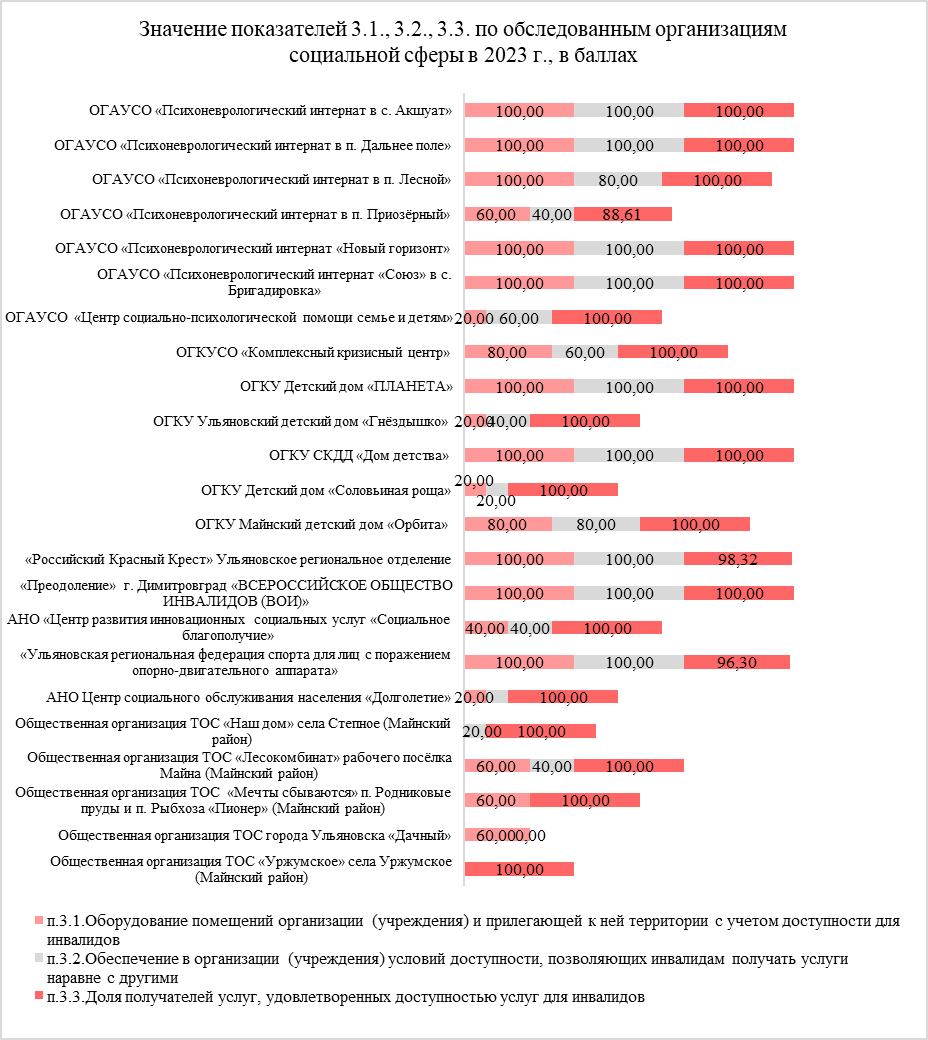 Значение показателей 3.1., 3.2., 3.3. по обследованным организациям
социальной сферы в 2023 г., в баллах
ОГАУСО «Психоневрологический интернат в с. Акшуат» 100,00 100,00 100,00
ОГАУСО «Психоневрологический интернат в п. Дальнее поле» 100,00 100,00 100,00
ОГАУСО «Психоневрологический интернат в п. Лесной» 100,00 80,00 100,00
ОГАУСО «Психоневрологический интернат в п. Приозёрный» 60,00 40,00 88,61
ОГАУСО «Психоневрологический интернат «Новый горизонт» 100,00 100,00 100,00
ОГАУСО «Психоневрологический интернат «Союз» в с.
Бригадировка» 100,00 100,00 100,00
ОГАУСО «Центр социально-психологической помощи семье и детям» 20,00 60,00 100,00
ОГКУСО «Комплексный кризисный центр» 80,00 60,00 100,00
ОГКУ Детский дом «ПЛАНЕТА» 100,00 100,00 100,00
ОГКУ Ульяновский детский дом «Гнёздышко» 20,00 40,00 100,00
ОГКУ СКДД «Дом детства» 100,00 100,00 100,00
ОГКУ Детский дом «Соловьиная роща» 20,00 20,00 100,00
ОГКУ Майнский детский дом «Орбита» 80,00 80,00 100,00
«Российский Красный Крест» Ульяновское региональное отделение 100,00 100,00 98,32
«Преодоление» г. Димитровград «ВСЕРОССИЙСКОЕ ОБЩЕСТВО
ИНВАЛИДОВ (ВОИ)» 100,00 100,00 100,00
АНО «Центр развития инновационных социальных услуг «Социальное
благополучие» 40,00 40,00 100,00
«Ульяновская региональная федерация спорта для лиц с поражением
опорно-двигательного аппарата» 100,00 100,00 96,30
АНО Центр социального обслуживания населения «Долголетие» 20,00 100,00
Общественная организация ТОС «Наш дом» села Степное (Майнский
район) 20,00 100,00
Общественная организация ТОС «Лесокомбинат» рабочего посёлка
Майна (Майнский район) 60,00 40,00 100,00
Общественная организация ТОС «Мечты сбываются» п. Родниковые
пруды и п. Рыбхоза «Пионер» (Майнский район) 60,00 100,00
Общественная организация ТОС города Ульяновска «Дачный» 60,00 0,00
Общественная организация ТОС «Уржумское» села Уржумское
(Майнский район) 100,00
п.3.1.Оборудование помещений организации (учреждения) и прилегающей к ней территории с учетом доступности для
инвалидов
п.3.2.Обеспечение в организации (учреждения) условий доступности, позволяющих инвалидам получать услуги
наравне с другими
п.3.3.Доля получателей услуг, удовлетворенных доступностью услуг для инвалидов